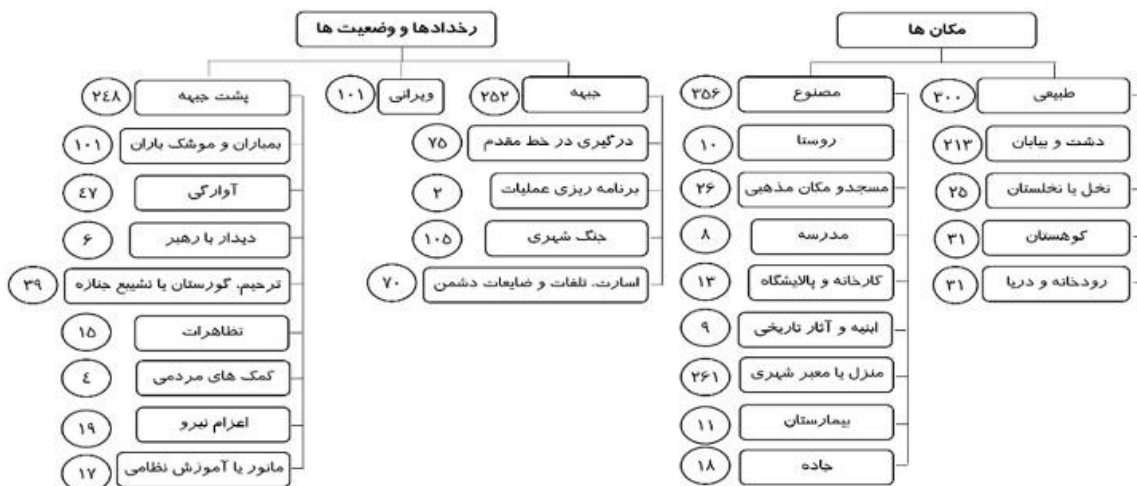 مکان ها
طبیعی ۳۰۰
دشت و بیابان ۲۱۳
نخل یا نخلستان ۲۵
کوهستان ۳۱
رودخانه و دریا ۳۱
مصنوع ۳۵۶
روستا ۱۰
مسجدو مکان مذهبی ۲۶
مدرسه ۸
کارخانه و پالایشگاه ۱۳
ابنیه و آثار تاریخی ۹
منزل یا معبر شهری ۲۶۱
بیمارستان ۱۱
جاده ۱۸
رخدادها و وضعیت ها
جبهه ۲۵۲
درگیری در خط مقدم ۷۵
برنامه ریزی عملیات ۲
جنگ شهری ۱۰۵
اسارت، تلفات و ضایعات دشمن ۷۰
ویرانی ۱۰۱
پشت جبهه ۲٤۸
بمباران و موشک باران ۱۰۱
آوارگی ٤۷
دیدار با رهبر ۶
ترحیم، گورستان یا تشییع جنازه ۳۹
تظاهرات ۱۵
کمک های مردمی ٤
اعزام نیرو ۱۹
مانور یا آموزش نظامی ۱۷